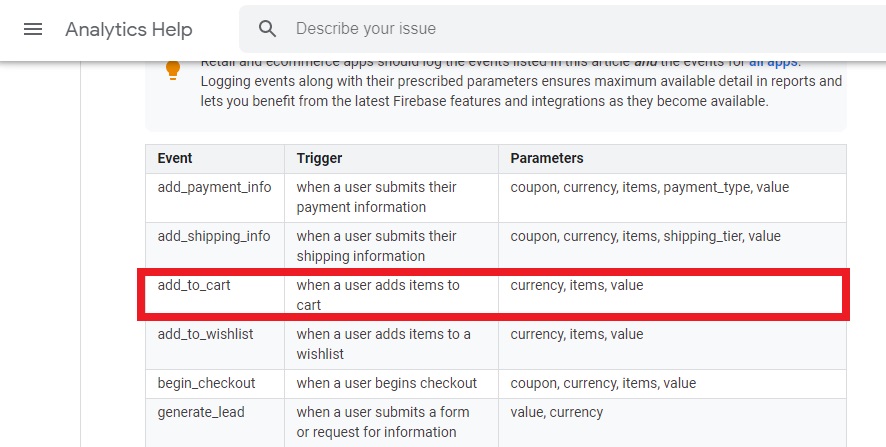 Analytics Help
Describe your issue
Retail and ecommerce apps should log the events listed in this article and the events for all apps.
Logging events along with their prescribed parameters ensures maximum available detail in reports and
lets you benefit from the latest Firebase features and integrations as they become available.
Event Trigger Parameters
add_payment_info when a user submits their coupon, currency, items, payment_type, value
payment information
add_shipping_info when a user submits their coupon, currency, items, shipping_tier, value
shipping information
add_to_cart when a user adds items to currency, items, value
cart
add_to_wishlist when a user adds items to a currency, items, value
wishlist
begin_checkout when a user begins checkout coupon, currency, items, value
generate_lead when a user submits a form value, currency
or request for information